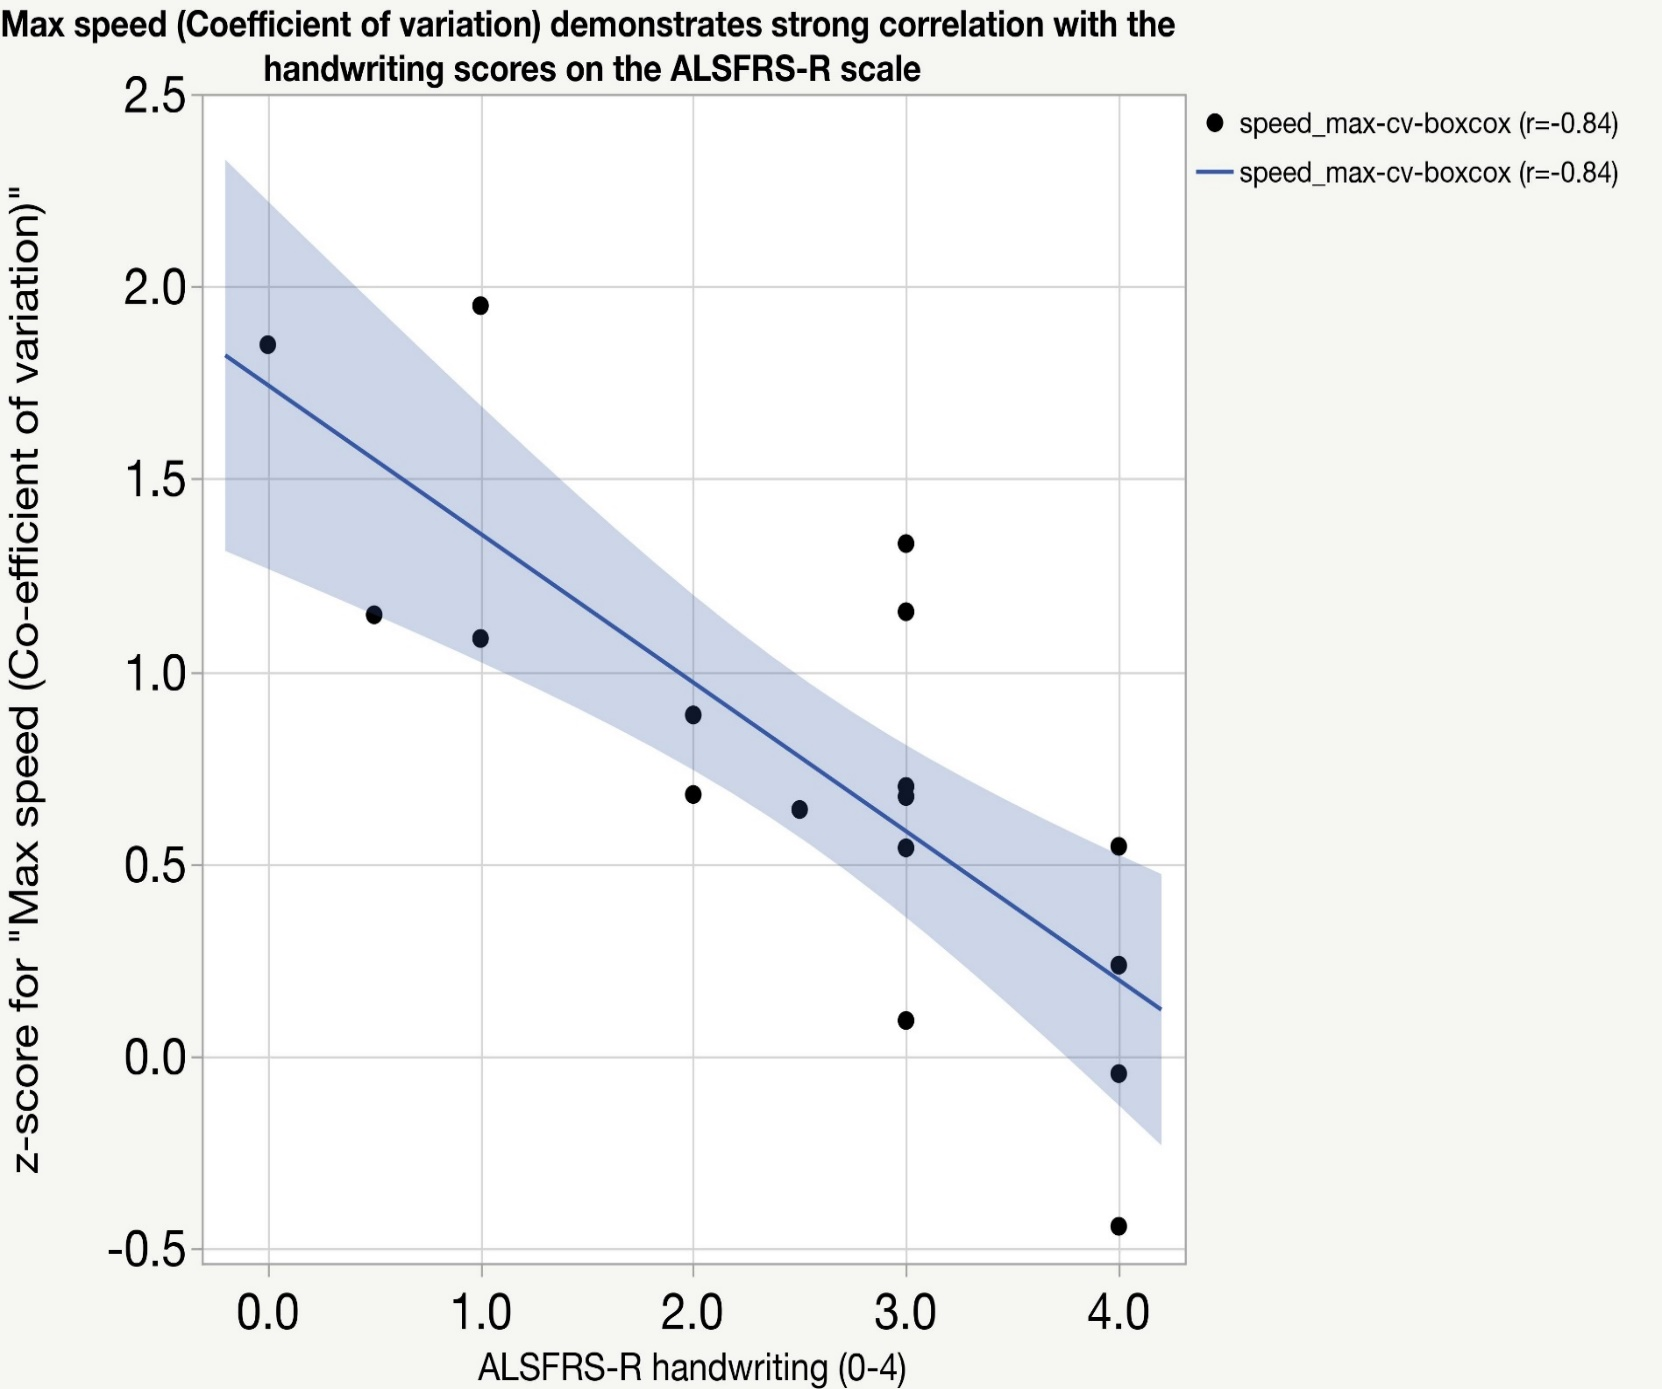 Max speed (Coefficient of variation) demonstrates strong correlation with the
handwriting scores on the ALSFRS-R scale
speed_max-cv-boxcox (r=-0.84)
speed_max-cv-boxcox (r=-0.84)
z-score for "Max speed (Co-efficient of variation)"
2.5
2.0
1.5
1.0
0.5
0.0
-0.5
0.0 1.0 2.0 3.0 4.0
ALSFRS-R handwriting (0-4)